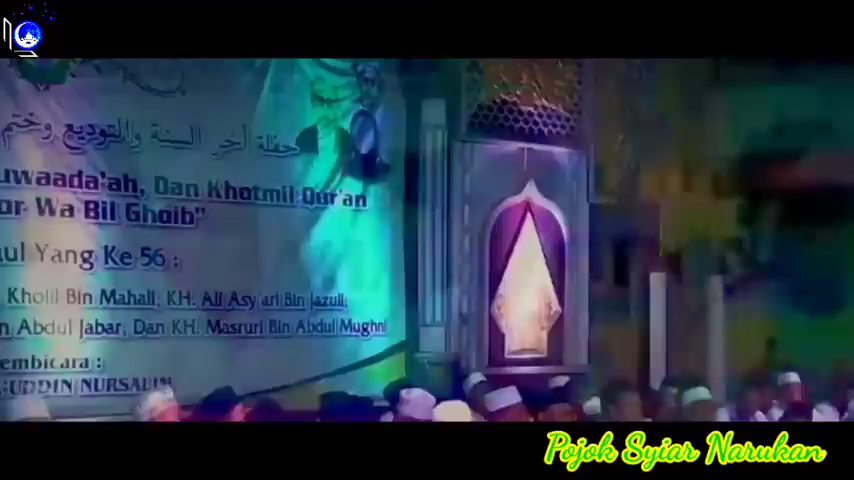 حفلة آخر السنة والتوديع وختم
uwaada'ah, Dan Khotmil Qur'an
or Wa Bil Ghoib"
aul Yang Ke 56 :
Kholil Bin Mahali, KH. Ali Asy'ari Bin Jazuli,
n Abdul Jabar, Dan KH. Masruri Bin Abdul Mughni
embicara :
UDDIN NURSALIM
Pojok Syiar Narukan